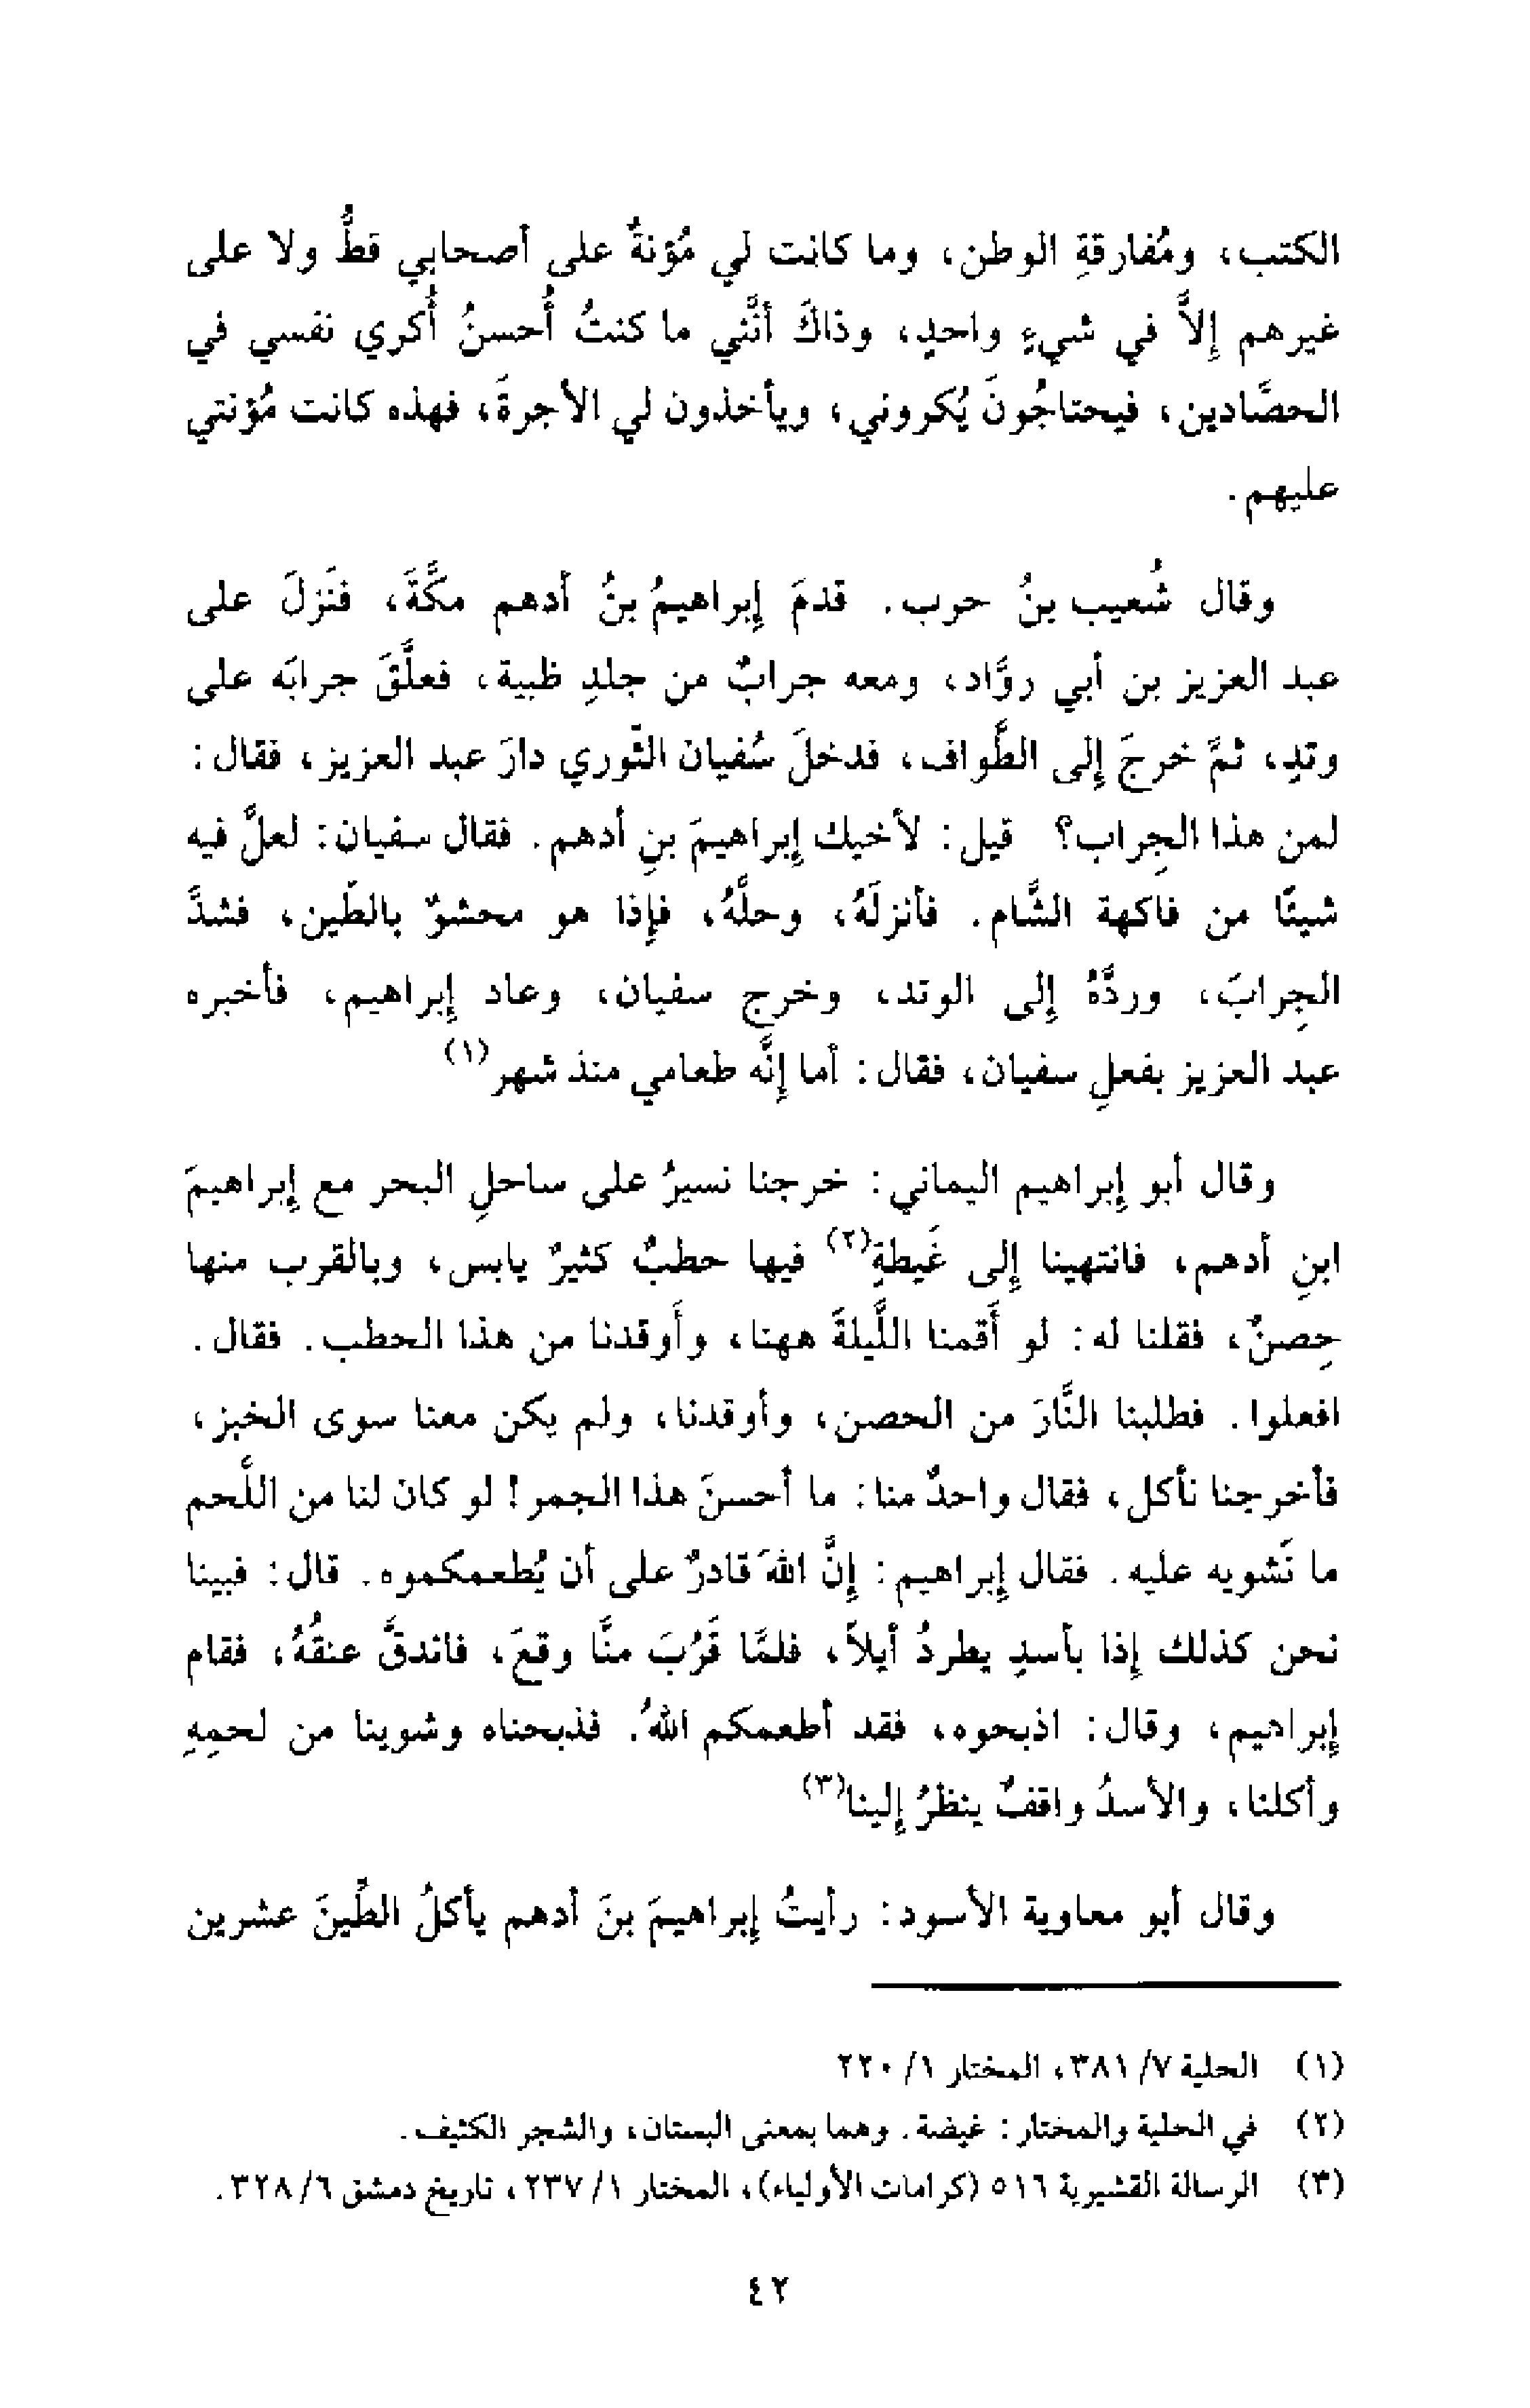 الكتب، ومُفارقةِ الوطن، وما كانت لي مُؤنةٌ على أصحابي قطُّ ولا على
غيرهم إلاَّ في شيءٍ واحدٍ، وذاكَ أنَّني ما كنتُ أُحسنُ أُكري نفسي في
الحصَّادين، فيحتاجُونَ يُكروني، ويأخذون لي الأجرةَ، فهذه كانت مُؤنتي
عليهم.
وقال شُعيب بنُ حرب. قدمَ إبراهيمُ بنُ أدهم مكَّةَ، فنَزلَ على
عبد العزيز بن أبي روَّاد، ومعه جرابٌ من جلدِ ظبية، فعلَّقَ جرابَه على
وتدٍ، ثمَّ خرجَ إلى الطَّواف، فدخلَ سُفيان الثَّوري دارَ عبد العزيز، فقال:
لمن هذا الجِراب؟ قيل: لأخيك إبراهيمَ بنِ أدهم. فقال سفيان: لعلَّ فيه
شيئًا من فاكهة الشَّام. فأنزلَهُ، وحلَّهُ، فإذا هو محشوٌ بالطّين، فشدَّ
الجِرابَ، وردَّهُ إلى الوتد، وخرج سفيان، وعاد إبراهيم، فأخبره
عبد العزيز بفعلِ سفيان، فقال: أما إنَّه طعامي منذ شهر(١)
وقال أبو إبراهيم اليماني: خرجنا نسيرُ على ساحلِ البحر مع إبراهيمَ
ابنِ أدهم، فانتهينا إلى غَيطةٍ(٢) فيها حطبٌ كثيرٌ يابس، وبالقرب منها
حِصنٌ، فقلنا له: لو أَقمنا اللَّيلةَ ههنا، وأَوقدنا من هذا الحطب. فقال.
افعلوا. فطلبنا النَّارَ من الحصن، وأوقدنا، ولم يكن معنا سوى الخبز،
فأخرجنا نأكل، فقال واحدٌ منا: ما أحسنَ هذا الجمر! لو كان لنا من اللَّحم
ما نَشويه عليه. فقال إبراهيم: إنَّ اللهَ قادرٌ على أن يُطعمكموه. قال: فبينا
نحن كذلك إذا بأسدٍ يطردُ أيلاً، فلمَّا قَرُبَ منَّا وقعَ، فاندقَّ عنقُهُ، فقام
إبراهيم، وقال: اذبحوه، فقد أطعمكم اللهُ. فذبحناه وشوينا من لحمِهِ
وأكلنا، والأسدُ واقفٌ ينظرُ إلينا(٣)
وقال أبو معاوية الأسود: رأيتُ إبراهيمَ بنَ أدهم يأكلُ الطِّينَ عشرين
(١) الحلية ٧/ ٣٨١، المختار ١/ ٢٢٠
(٢) في الحلية والمختار: غيضة. وهما بمعنى البستان، والشجر الكثيف.
(٣) الرسالة القشيرية ٥١٦ (كرامات الأولياء)، المختار ١/ ٢٣٧، تاريخ دمشق ٦/ ٣٢٨.
٤٢